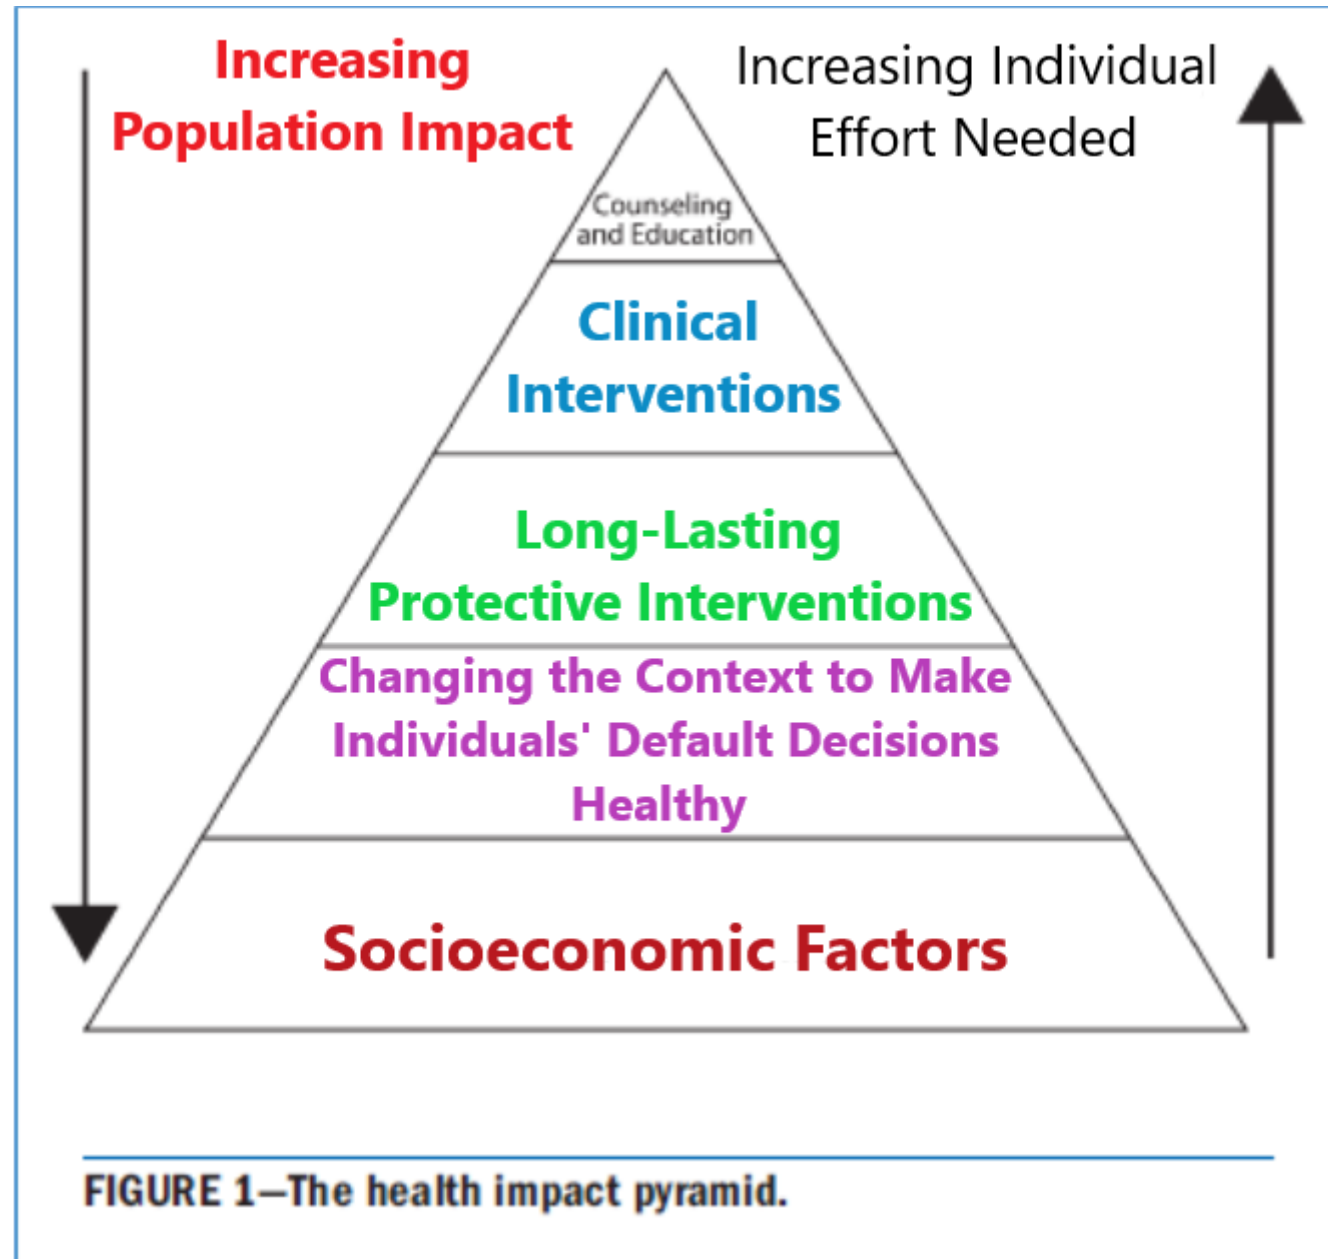 Increasing
Population Impact
Increasing Individual
Effort Needed
Counseling
and Education
Clinical
Interventions
Long-Lasting
Protective Interventions
Changing the Context to Make
Individuals' Default Decisions
Healthy
Socioeconomic Factors
FIGURE 1—The health impact pyramid.